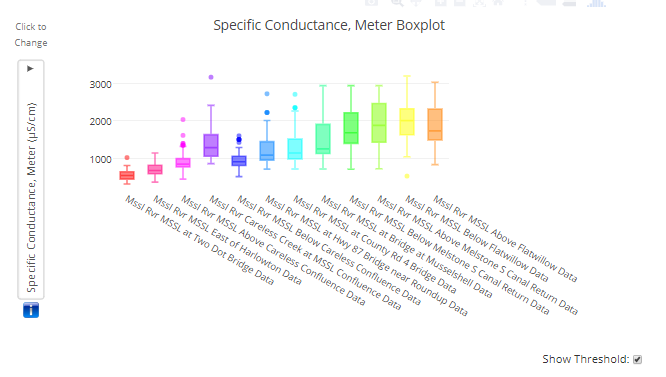 Specific Conductance, Meter Boxplot
Click to
Change
►
Specific Conductance, Meter (µS/cm)
i
3000
2000
1000
Mssl Rvr MSSL at Two Dot Bridge Data
Mssl Rvr MSSL East of Harlowton Data
Mssl Rvr MSSL Above Careless Confluence Data
Mssl Rvr Careless Creek at MSSL Confluence Data
Mssl Rvr MSSL Below Careless Confluence Data
Mssl Rvr MSSL at Hwy 87 Bridge near Roundup Data
Mssl Rvr MSSL at County Rd 4 Bridge Data
Mssl Rvr MSSL at Bridge at Musselshell Data
Mssl Rvr MSSL Below Melstone S Canal Return Data
Mssl Rvr MSSL Above Melstone S Canal Return Data
Mssl Rvr MSSL Below Flatwillow Data
Mssl Rvr MSSL Above Flatwillow Data
Show Threshold: